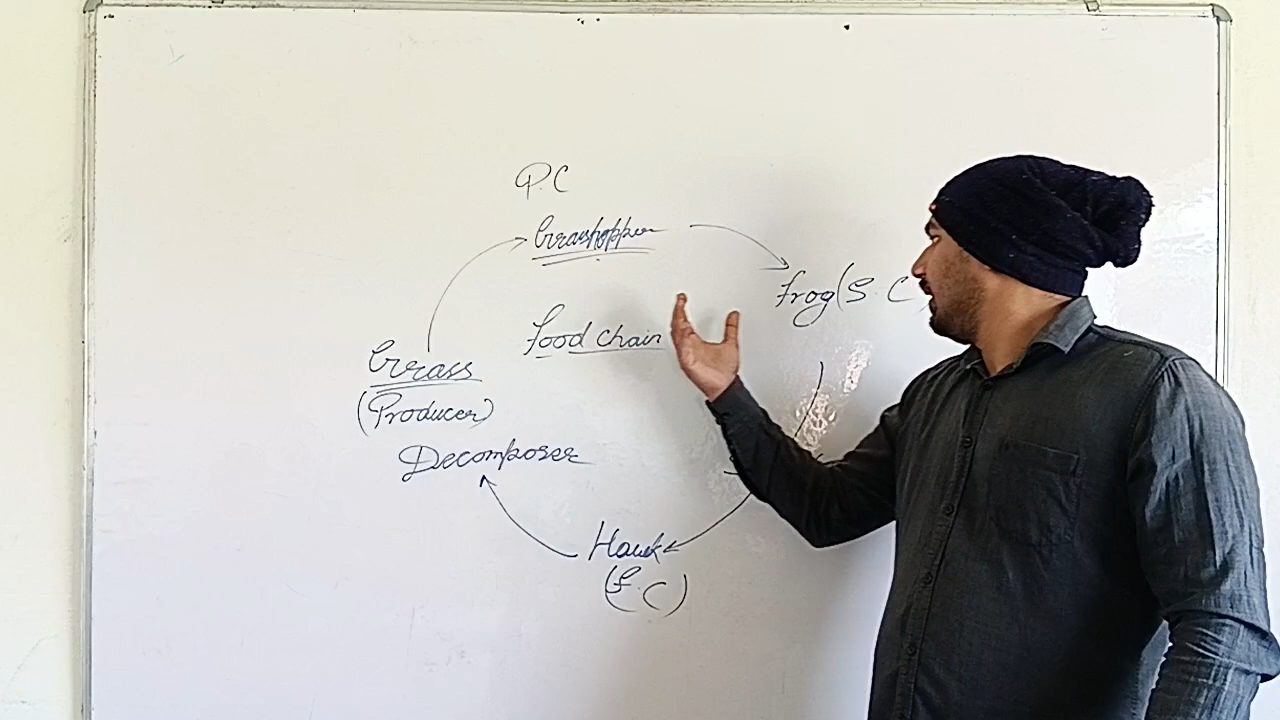 P.C
Grasshopper
Frog (S.C
Food chain
Grass
(Producer)
Decomposer
Hawk
(F.C)